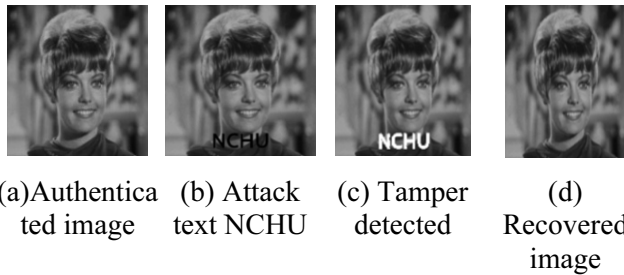 NCHU
NCHU
(a)Authentica
ted image
(b) Attack
text NCHU
(c) Tamper
detected
(d)
Recovered
image